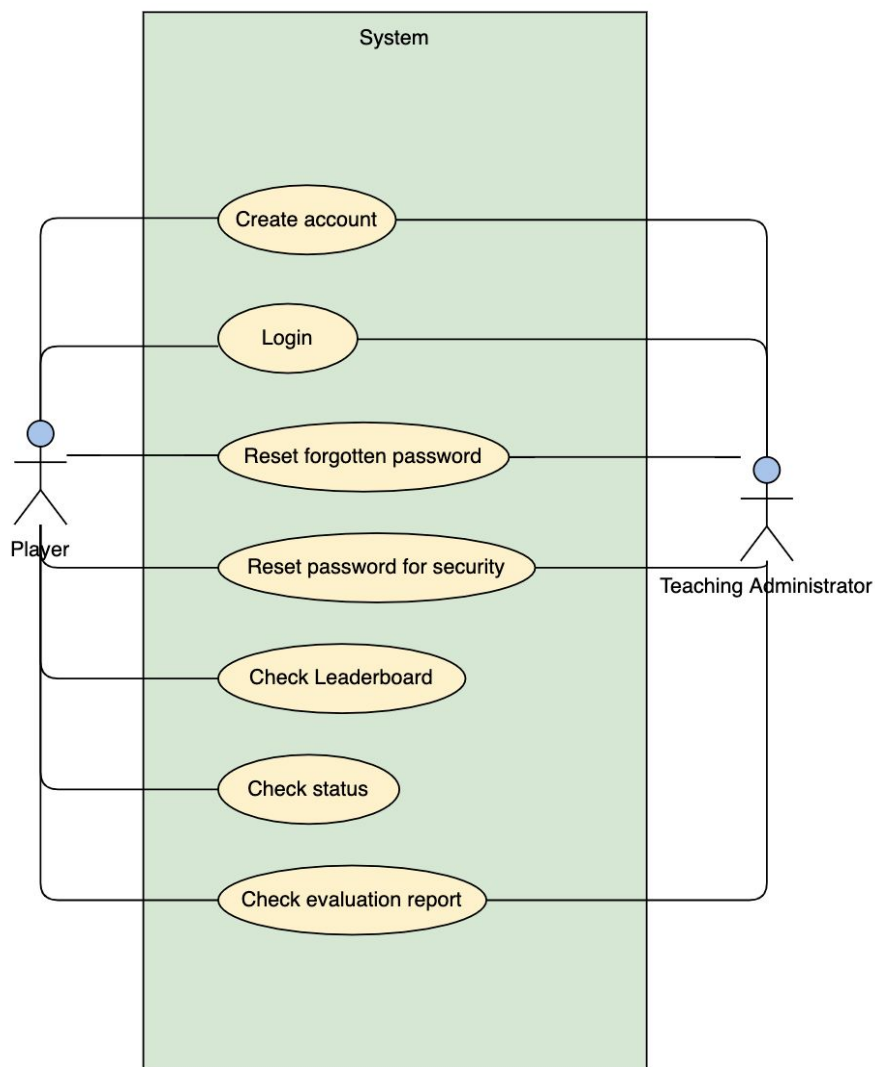 System
Create account
Login
Reset forgotten password
Player
Reset password for security
Teaching Administrator
Check Leaderboard
Check status
Check evaluation report